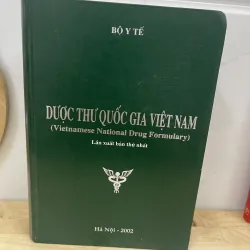 BỘ Y TẾ
DƯỢC THƯ QUỐC GIA VIỆT NAM
(Vietnamese National Drug Formulary)
Lần xuất bản thứ nhất
Hà Nội - 2002